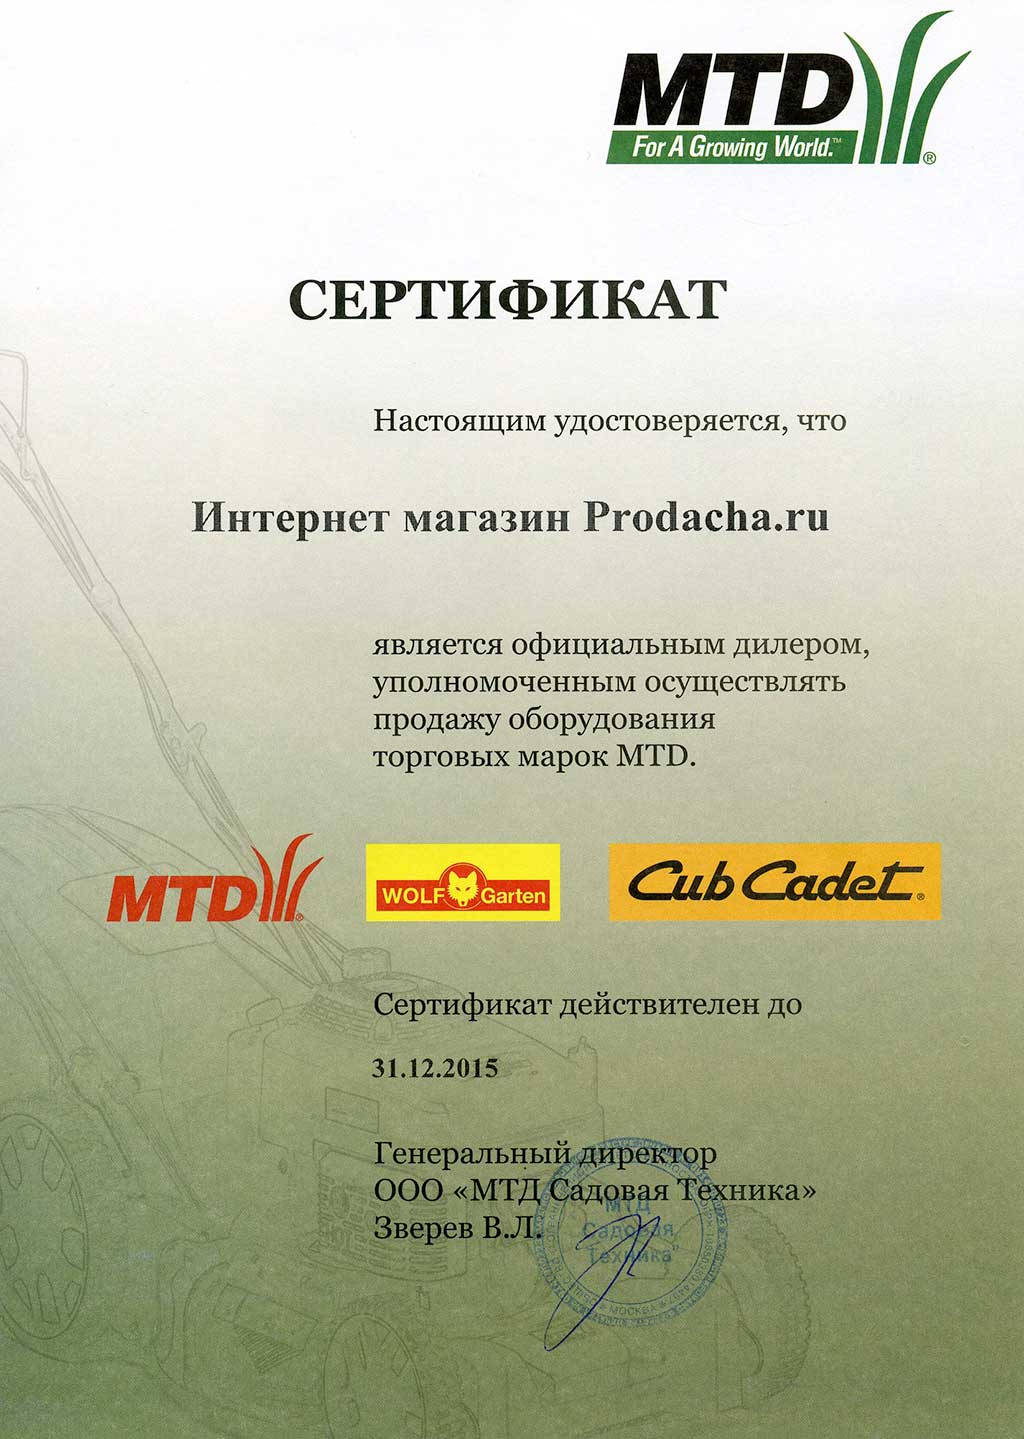 MTD
For A Growing World.™
®
СЕРТИФИКАТ
Настоящим удостоверяется, что
Интернет магазин Prodacha.ru
является официальным дилером,
уполномоченным осуществлять
продажу оборудования
торговых марок MTD.
MTD®
WOLF Garten
Cub Cadet®
Сертификат действителен до
31.12.2015
Генеральный директор
ООО «МТД Садовая Техника»
Зверев В.Л.
МТД
Садовая
Техника"
МОСКВА